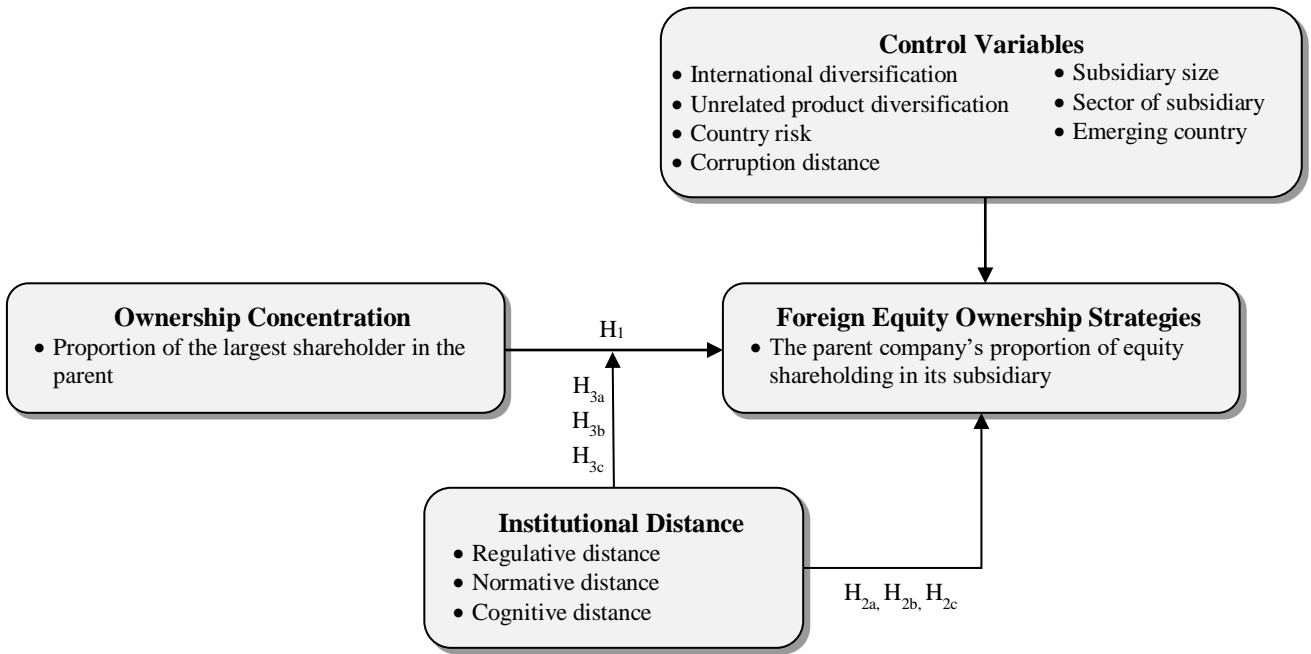 Control Variables
• International diversification
• Unrelated product diversification
• Country risk
• Corruption distance
• Subsidiary size
• Sector of subsidiary
• Emerging country
Ownership Concentration
• Proportion of the largest shareholder in the
parent
H1
Foreign Equity Ownership Strategies
• The parent company’s proportion of equity
shareholding in its subsidiary
H3a
H3b
H3c
Institutional Distance
• Regulative distance
• Normative distance
• Cognitive distance
H2a, H2b, H2c